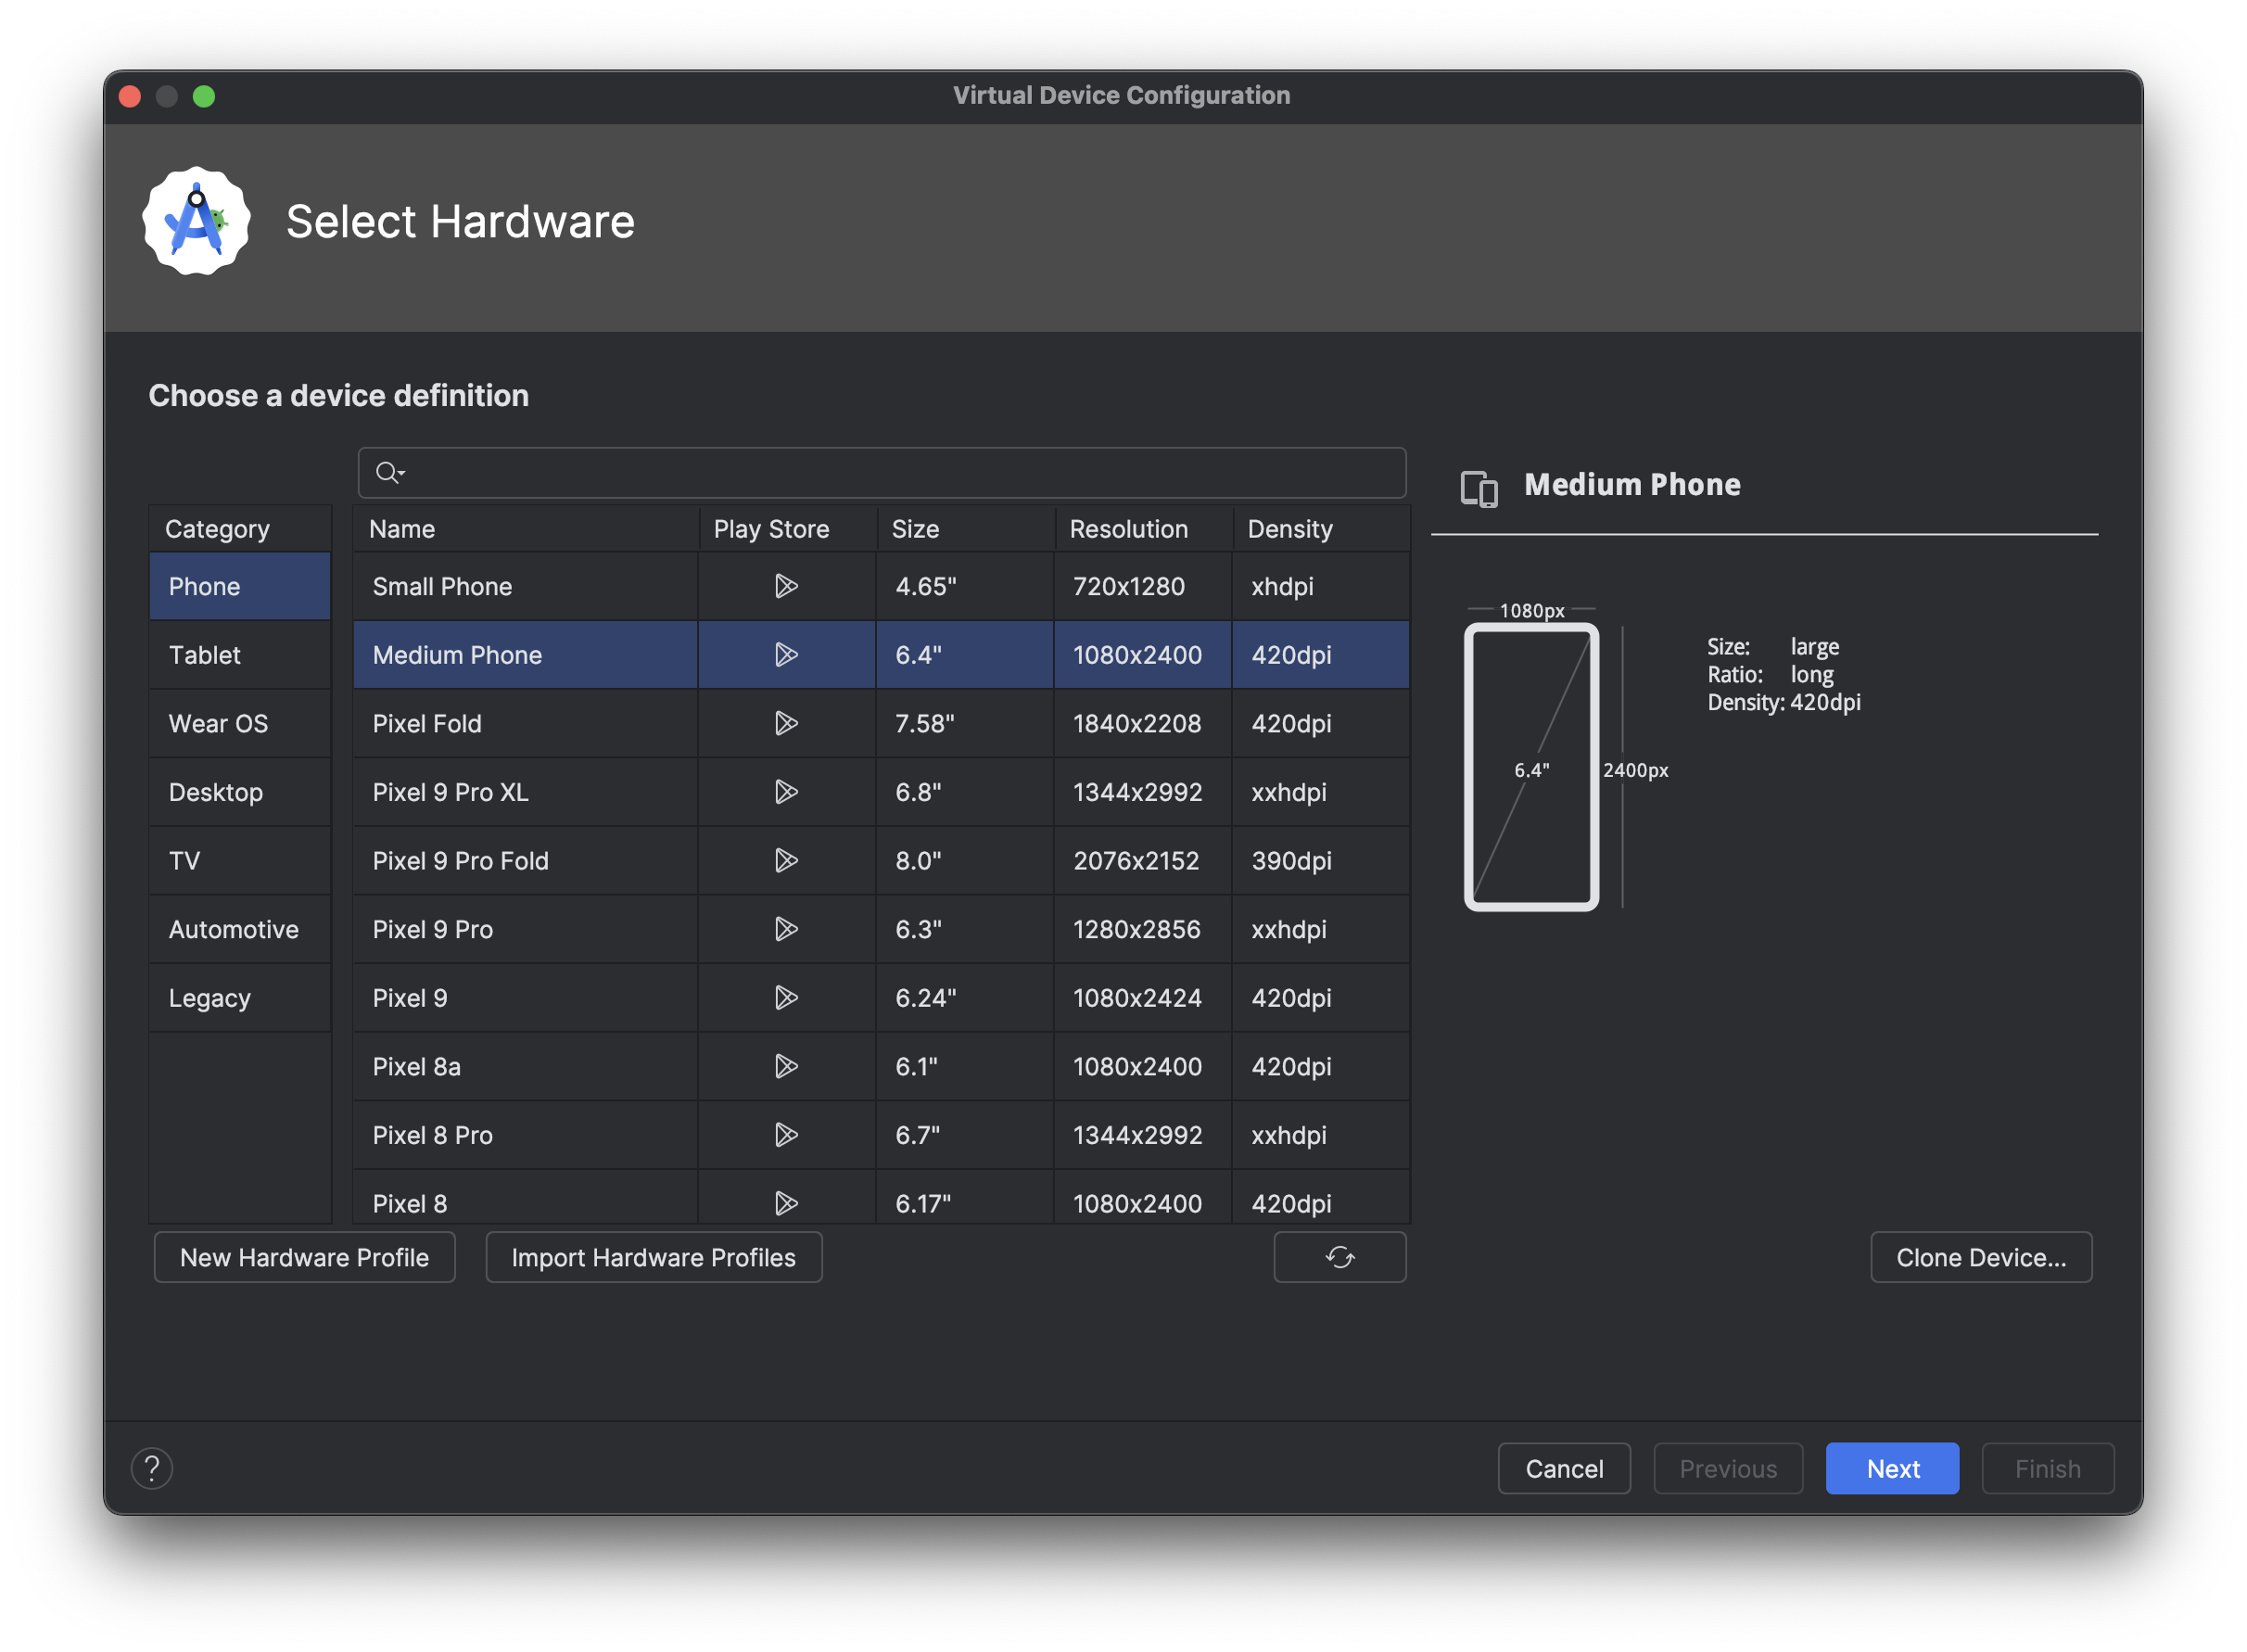 Virtual Device Configuration
Select Hardware
Choose a device definition
Category
Phone
Tablet
Wear OS
Desktop
TV
Automotive
Legacy
Name Play Store Size Resolution Density
Small Phone 4.65" 720x1280 xhdpi
Medium Phone 6.4" 1080x2400 420dpi
Pixel Fold 7.58" 1840x2208 420dpi
Pixel 9 Pro XL 6.8" 1344x2992 xxhdpi
Pixel 9 Pro Fold 8.0" 2076x2152 390dpi
Pixel 9 Pro 6.3" 1280x2856 xxhdpi
Pixel 9 6.24" 1080x2424 420dpi
Pixel 8a 6.1" 1080x2400 420dpi
Pixel 8 Pro 6.7" 1344x2992 xxhdpi
Pixel 8 6.17" 1080x2400 420dpi
Medium Phone
1080px
6.4"
2400px
Size: large
Ratio: long
Density: 420dpi
New Hardware Profile Import Hardware Profiles Clone Device...
? Cancel Previous Next Finish